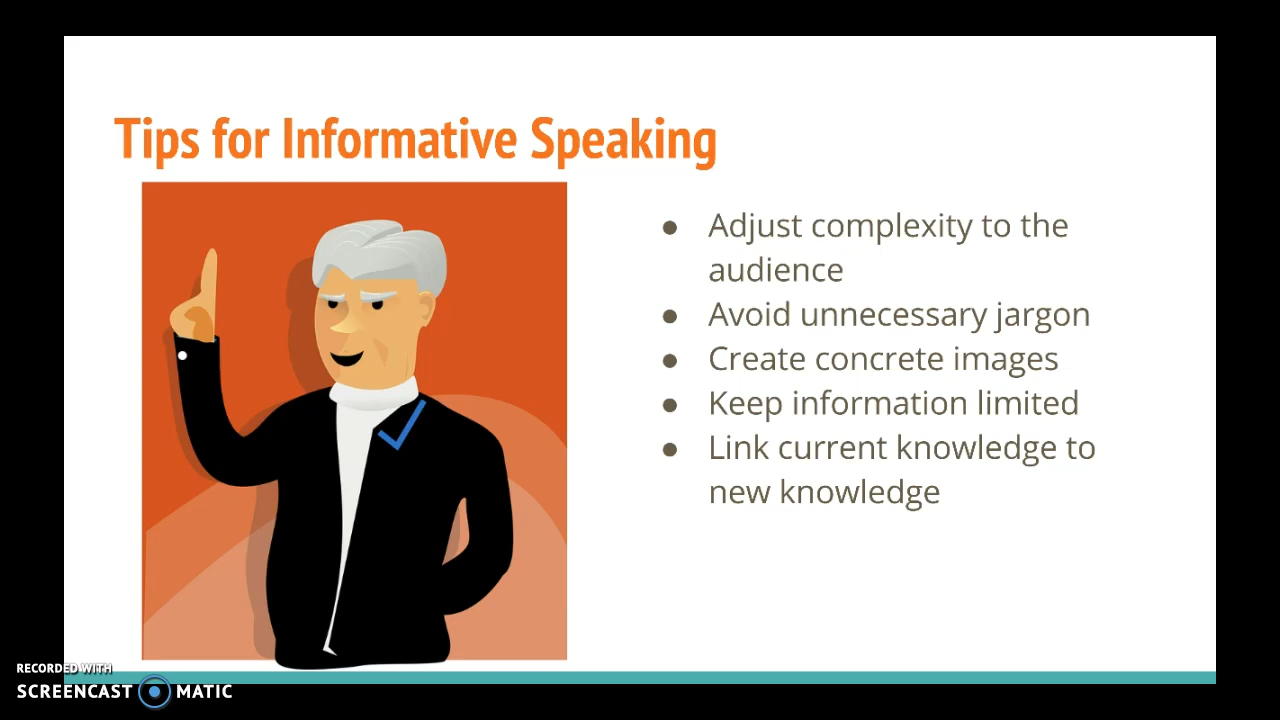 Tips for Informative Speaking
● Adjust complexity to the
audience
● Avoid unnecessary jargon
● Create concrete images
● Keep information limited
● Link current knowledge to
new knowledge
RECORDED WITH
SCREENCAST MATIC